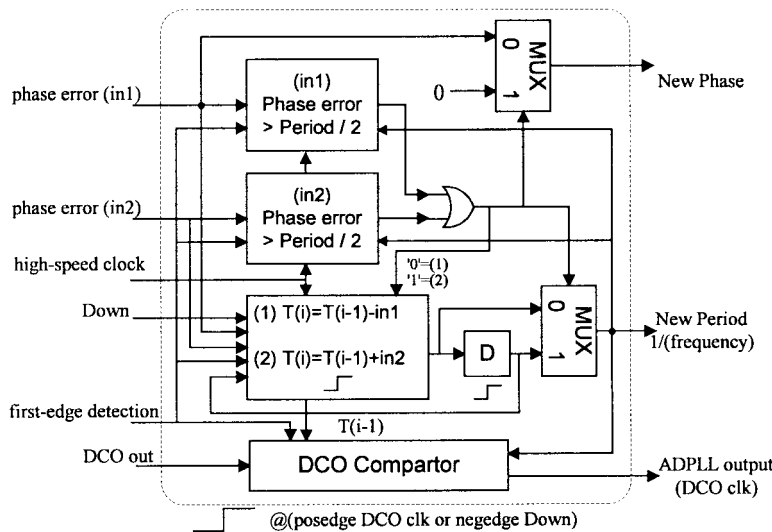 phase error (in1)
(in1)
Phase error
> Period / 2
0
0
1
MUX
New Phase
phase error (in2)
(in2)
Phase error
> Period / 2
high-speed clock
'0'=(1)
'1'=(2)
Down
(1) T(i)=T(i-1)-in1
(2) T(i)=T(i-1)+in2
D
0
1
MUX
New Period
1/(frequency)
first-edge detection
T(i-1)
DCO out
DCO Compartor
ADPLL output
(DCO clk)
@(posedge DCO clk or negedge Down)